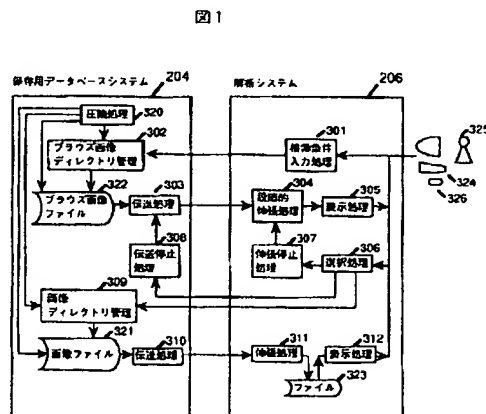 図1
保存用データベースシステム
204
解析システム
206
圧縮処理
320
302
ブラウズ画像
ディレクトリ管理
301
検索条件
入力処理
325
324
326
322
ブラウズ画像
ファイル
303
伝送処理
304
段階的
伸張処理
305
表示処理
308
伝送停止
処理
307
伸張停止
処理
306
選択処理
309
画像
ディレクトリ管理
321
画像ファイル
310
伝送処理
311
伸張処理
312
表示処理
ファイル
323